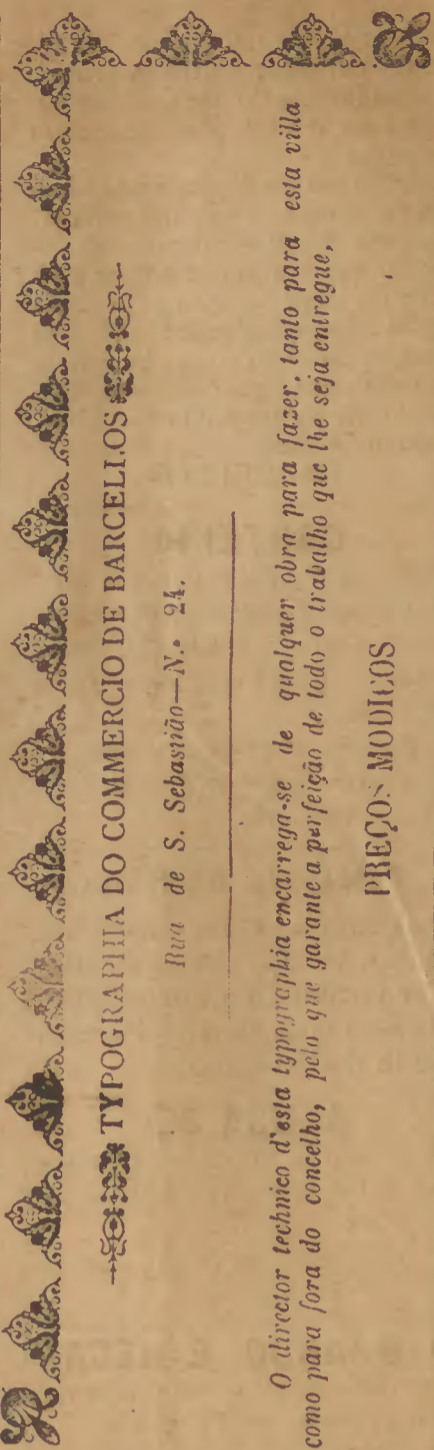 TYPOGRAPHIA DO COMMERCIO DE BARCELLOS
Rua de S. Sebastião—N.º 24.
O director technico d'esta typographia encarrega-se de qualquer obra para fazer, tanto para esta villa
como para fora do concelho, pelo que garante a perfeição de todo o trabalho que lhe seja entregue,
PREÇOS MODICOS